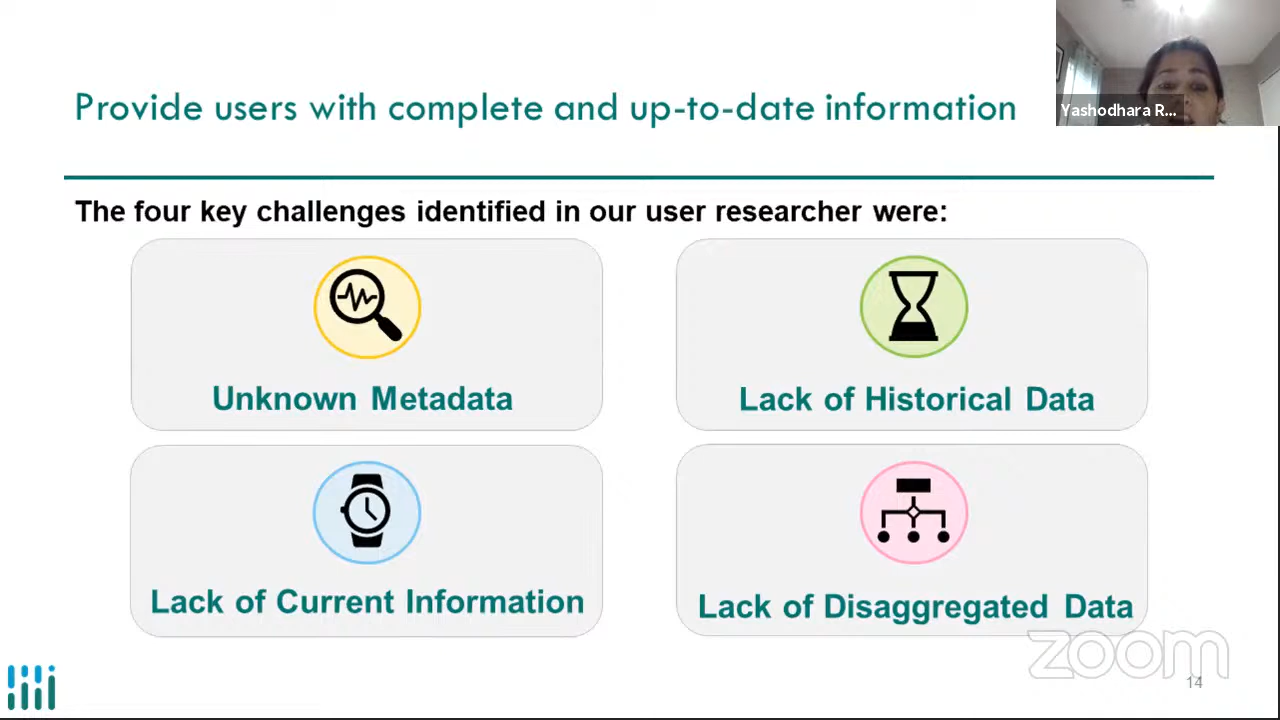 Provide users with complete and up-to-date information
Yashodhara R...
The four key challenges identified in our user researcher were:
Unknown Metadata
Lack of Historical Data
Lack of Current Information
Lack of Disaggregated Data
zoom
14